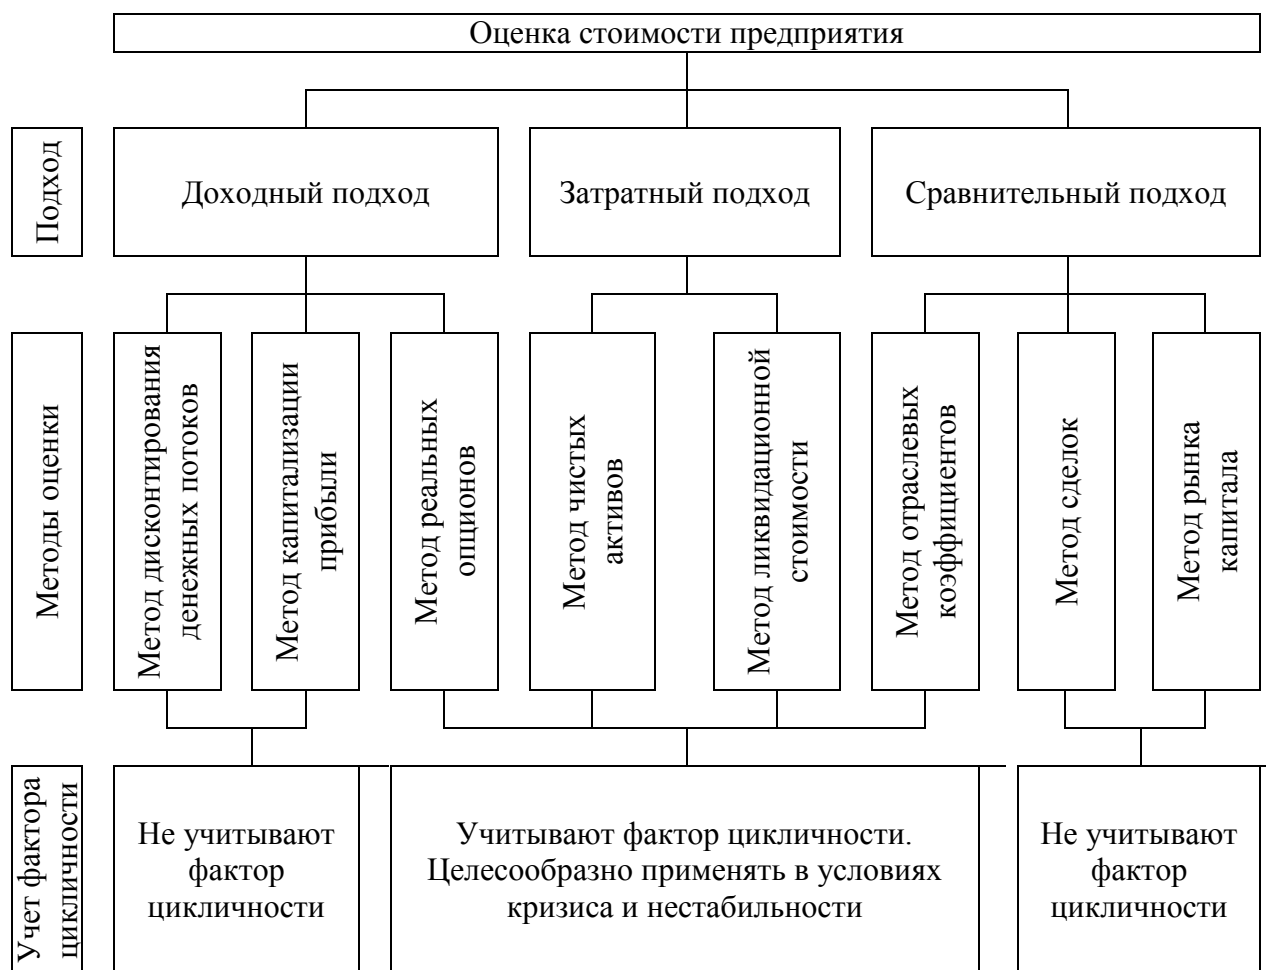 Оценка стоимости предприятия
Подход
Доходный подход
Затратный подход
Сравнительный подход
Методы оценки
Метод дисконтирования
денежных потоков
Метод капитализации
прибыли
Метод реальных
опционов
Метод чистых
активов
Метод ликвидационной
стоимости
Метод отраслевых
коэффициентов
Метод сделок
Метод рынка
капитала
Учет фактора
цикличности
Не учитывают
фактор
цикличности
Учитывают фактор цикличности.
Целесообразно применять в условиях
кризиса и нестабильности
Не учитывают
фактор
цикличности